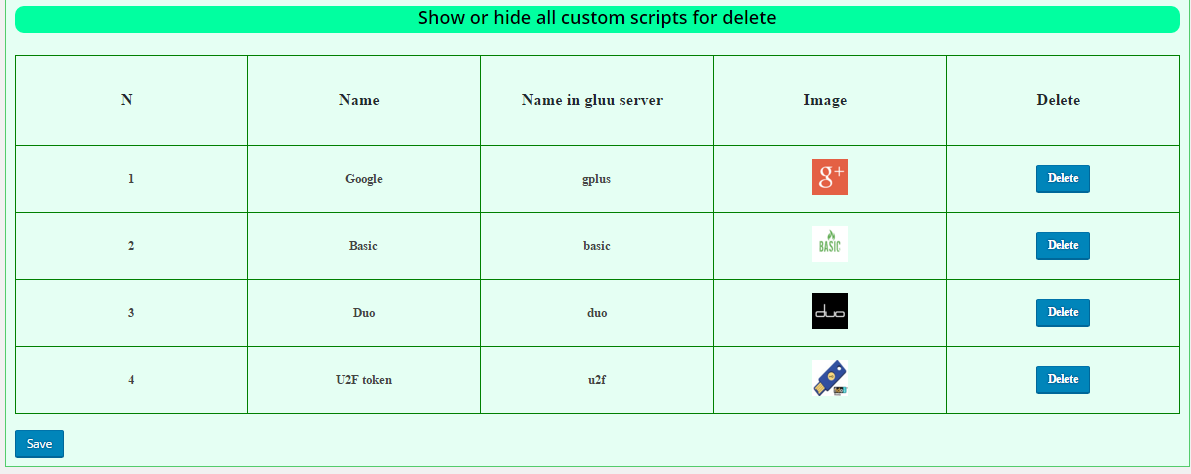 Show or hide all custom scripts for delete
N Name Name in gluu server Image Delete
1 Google gplus g+ Delete
2 Basic basic BASIC Delete
3 Duo duo duo Delete
4 U2F token u2f Delete
Save